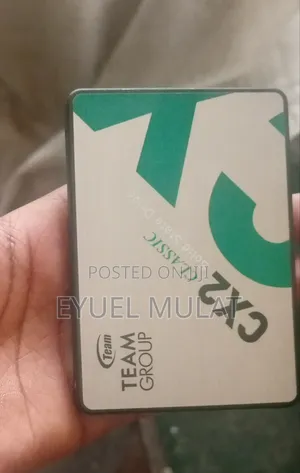 CX2
CLASSIC
Team
TEAM
GROUP
POSTED ON JIJI
EYUEL MULAT